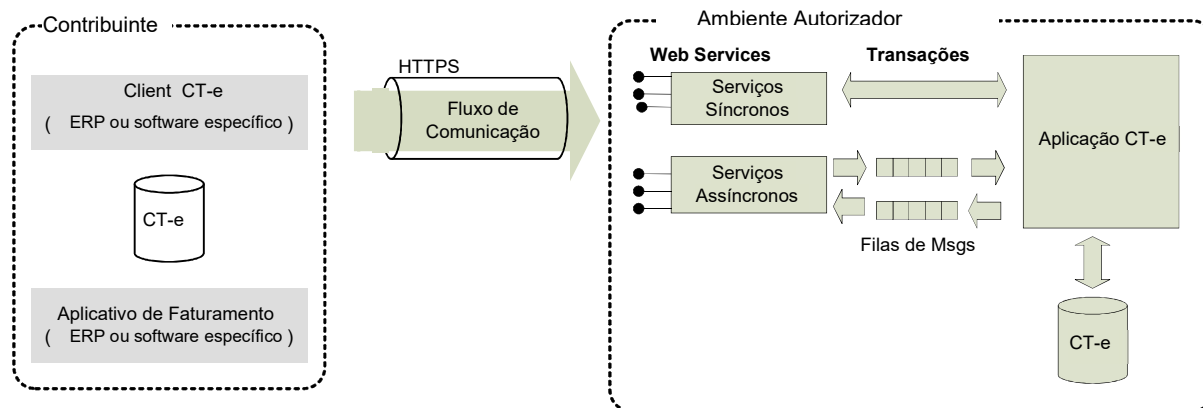 Contribuinte
Client CT-e
( ERP ou software específico )
CT-e
Aplicativo de Faturamento
( ERP ou software específico )
HTTPS
Fluxo de
Comunicação
Ambiente Autorizador
Web Services
Transações
Serviços
Síncronos
Serviços
Assíncronos
Filas de Msgs
Aplicação CT-e
CT-e